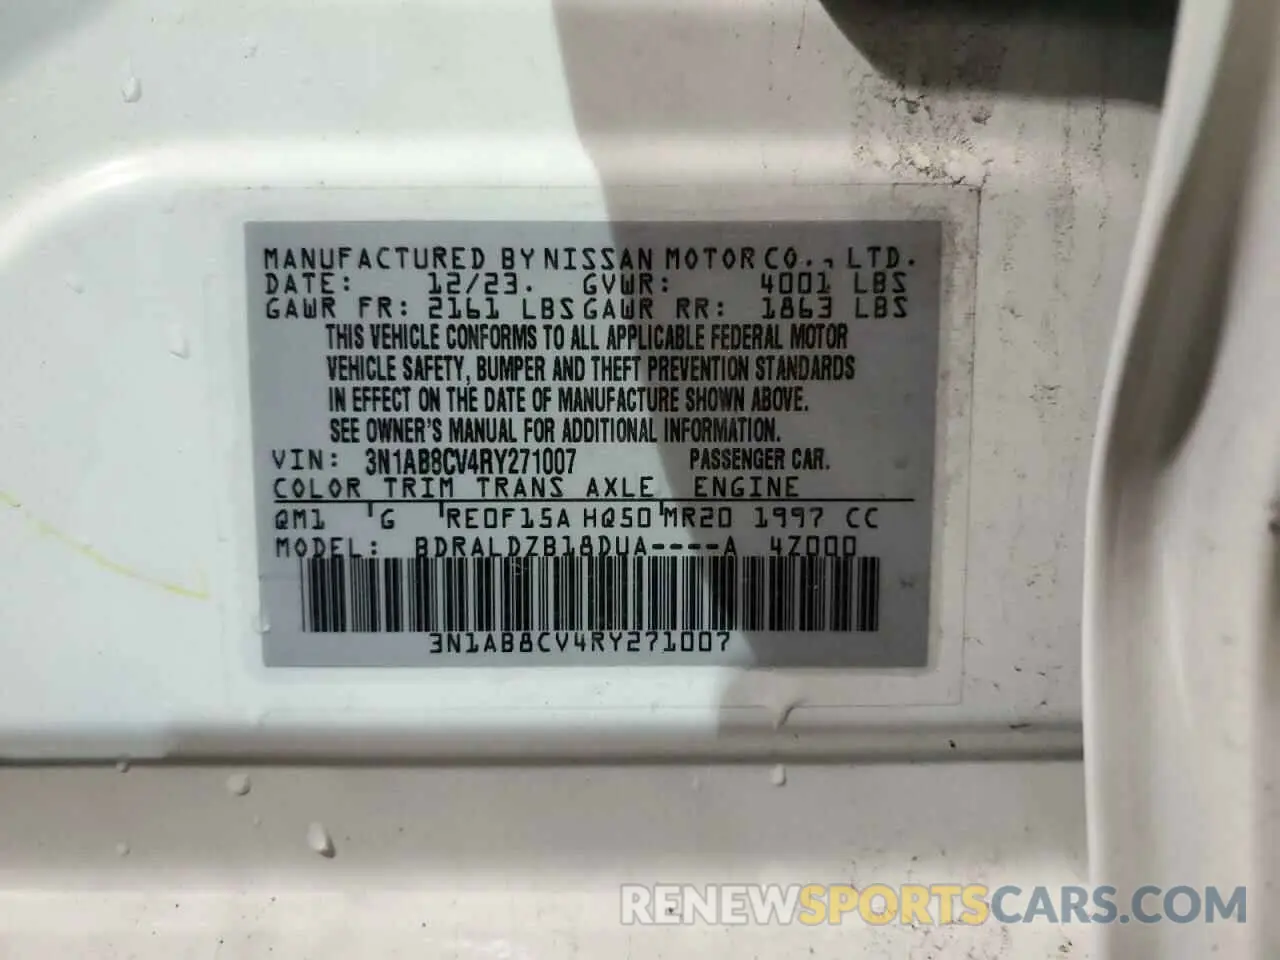 MANUFACTURED BY NISSAN MOTOR CO., LTD.
DATE: 12/23. GVWR: 4001 LBS
GAWR FR: 2161 LBS GAWR RR: 1863 LBS
THIS VEHICLE CONFORMS TO ALL APPLICABLE FEDERAL MOTOR
VEHICLE SAFETY, BUMPER AND THEFT PREVENTION STANDARDS
IN EFFECT ON THE DATE OF MANUFACTURE SHOWN ABOVE.
SEE OWNER'S MANUAL FOR ADDITIONAL INFORMATION.
VIN: 3N1AB8CV4RY271007 PASSENGER CAR.
COLOR TRIM TRANS AXLE ENGINE
QM1 G RE0F15A HQ50 MR20 1997 CC
MODEL: BDRALDZB18DUA----A 4Z000
3N1AB8CV4RY271007
RENEWSPORTSCARS.COM